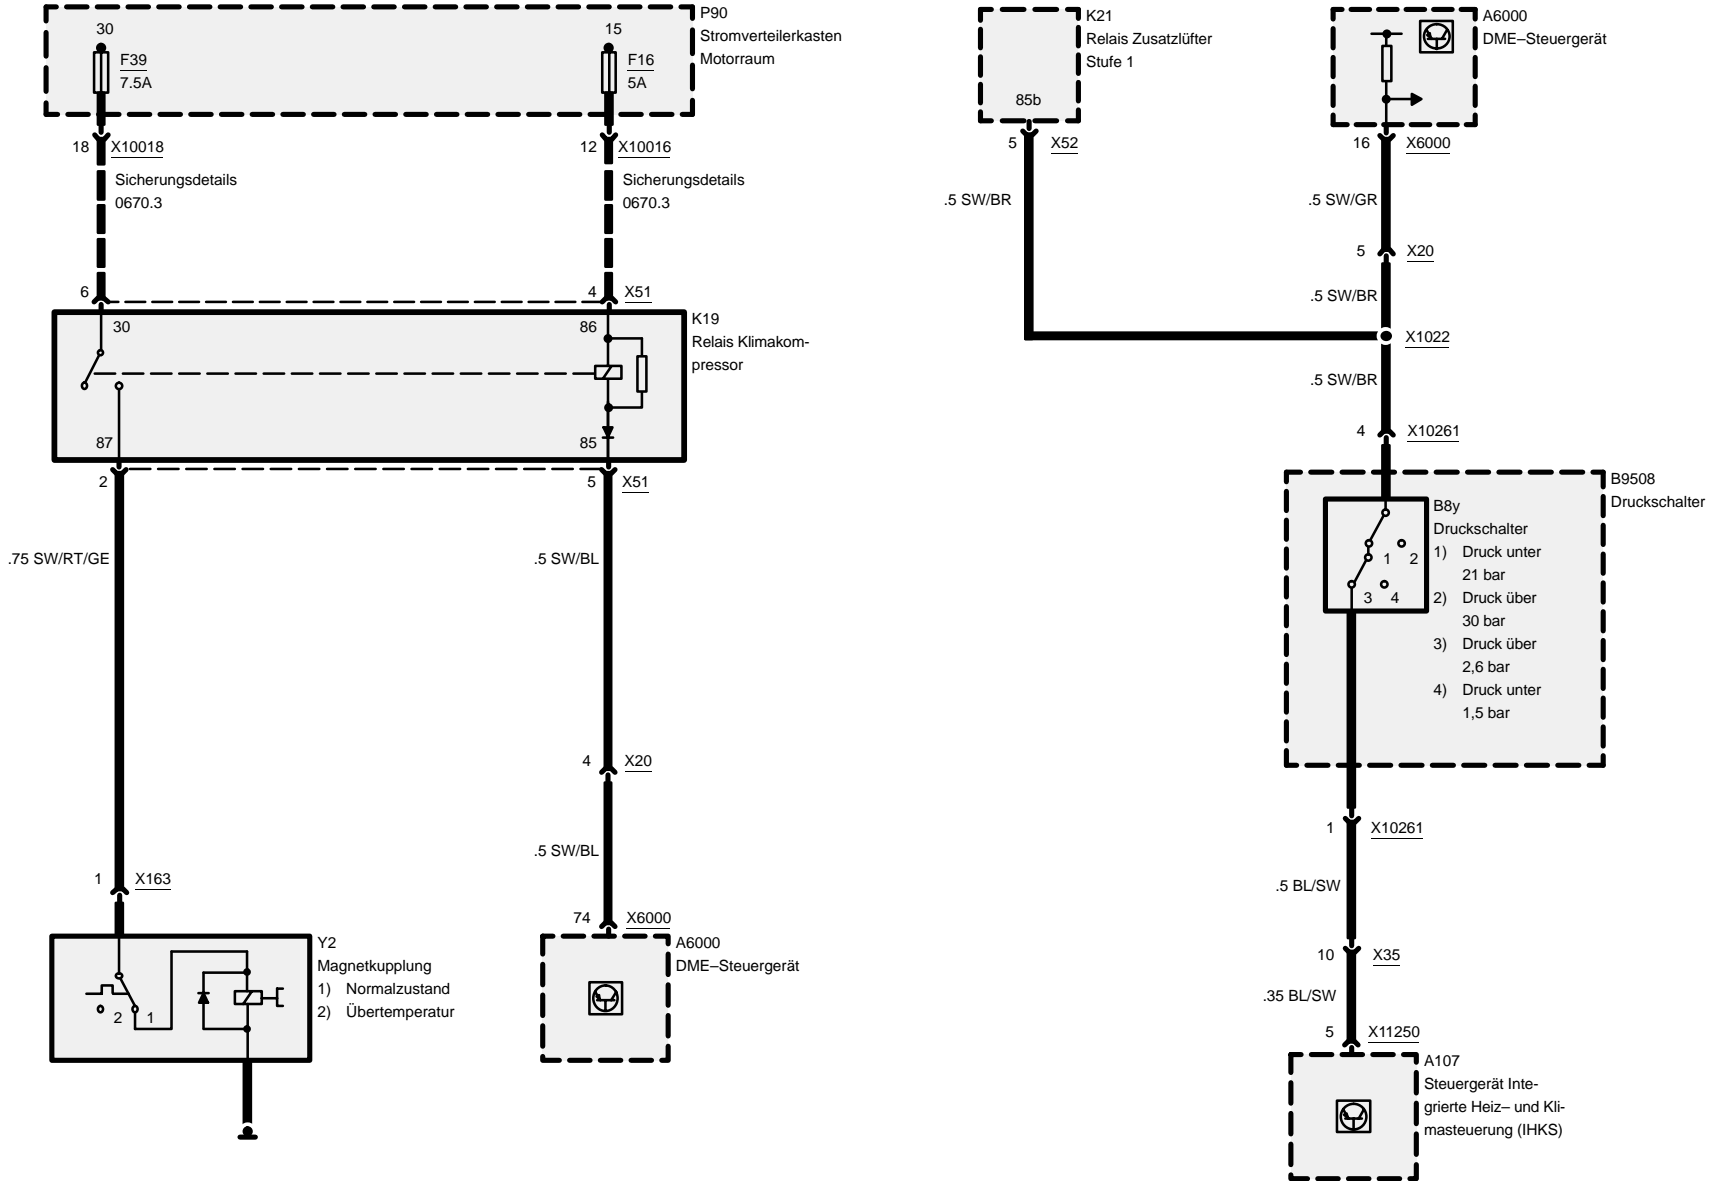 30
F39
7.5A
15
F16
5A
P90
Stromverteilerkasten
Motorraum
18
X10018
12
X10016
Sicherungsdetails
0670.3
Sicherungsdetails
0670.3
6
4
X51
30
86
87
85
K19
Relais Klimakom-
pressor
2
5
X51
.75 SW/RT/GE
.5 SW/BL
4
X20
.5 SW/BL
1
X163
74
X6000
2
1
Y2
Magnetkupplung
1) Normalzustand
2) Übertemperatur
A6000
DME–Steuergerät
K21
Relais Zusatzlüfter
Stufe 1
85b
5
X52
.5 SW/BR
A6000
DME–Steuergerät
16
X6000
.5 SW/GR
5
X20
.5 SW/BR
X1022
.5 SW/BR
4
X10261
B9508
Druckschalter
1
2
3
4
B8y
Druckschalter
1) Druck unter
21 bar
2) Druck über
30 bar
3) Druck über
2,6 bar
4) Druck unter
1,5 bar
1
X10261
.5 BL/SW
10
X35
.35 BL/SW
5
X11250
A107
Steuergerät Inte-
grierte Heiz– und Kli-
masteuerung (IHKS)